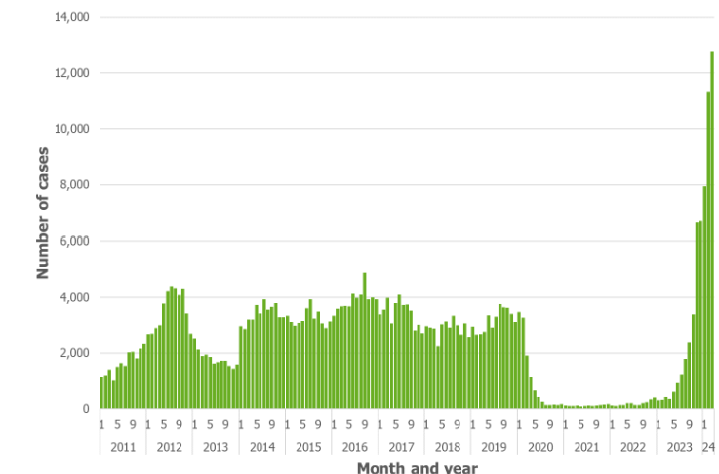 14,000
12,000
10,000
8,000
6,000
4,000
2,000
0
Number of cases
1 5 9 1 5 9 1 5 9 1 5 9 1 5 9 1 5 9 1 5 9 1 5 9 1 5 9 1 5 9 1 5 9 1 5 9 1 5 9 1
2011 2012 2013 2014 2015 2016 2017 2018 2019 2020 2021 2022 2023 24
Month and year